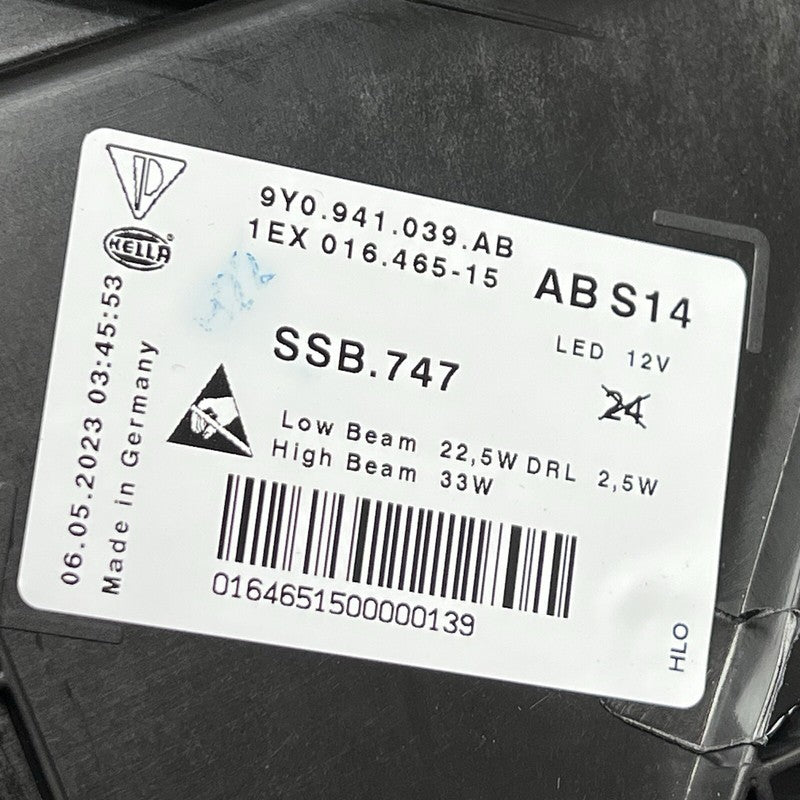 9Y0.941.039.AB
1EX 016.465-15
AB S14
HELLA
SSB.747
LED 12V
24
Low Beam 22,5W DRL 2,5W
High Beam 33W
0164651500000139
06.05.2023 03:45:53
Made in Germany
HLO